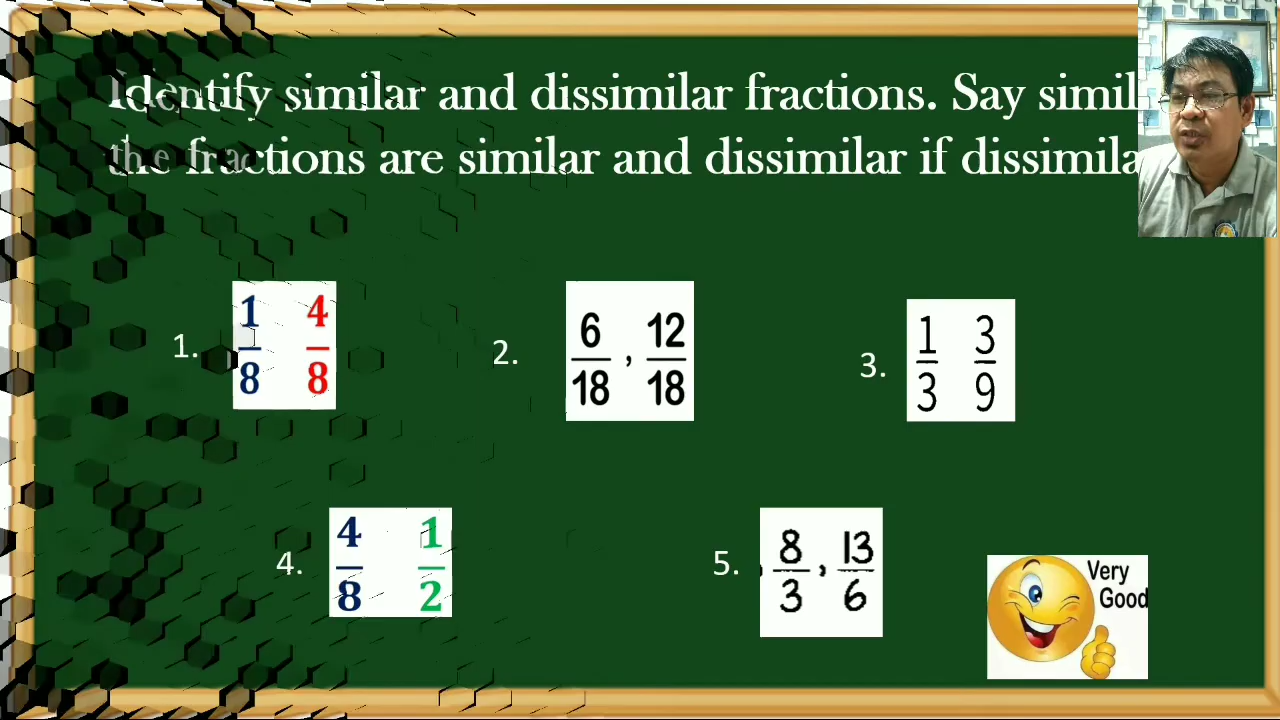 Identify similar and dissimilar fractions. Say
the fractions are similar and dissimilar if
1. 1/8 4/8
2. 6/18 , 12/18
3. 1/3 3/9
4. 4/8 1/2
5. 8/3 , 13/6
Very
Good